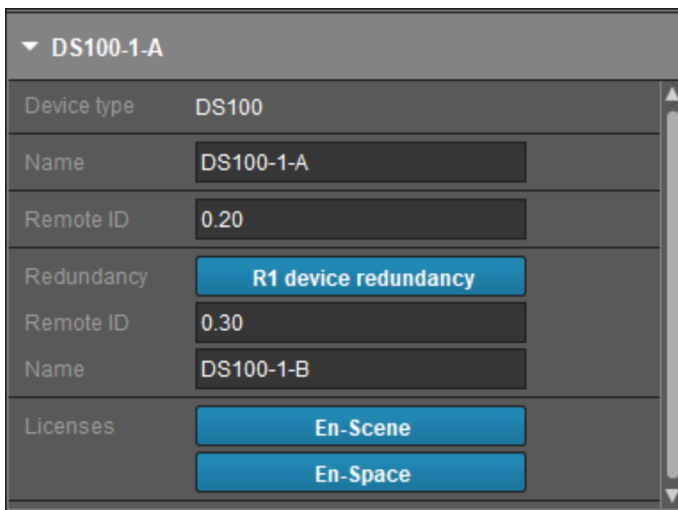 DS100-1-A
Device type DS100
Name DS100-1-A
Remote ID 0.20
Redundancy R1 device redundancy
Remote ID 0.30
Name DS100-1-B
Licenses En-Scene
En-Space